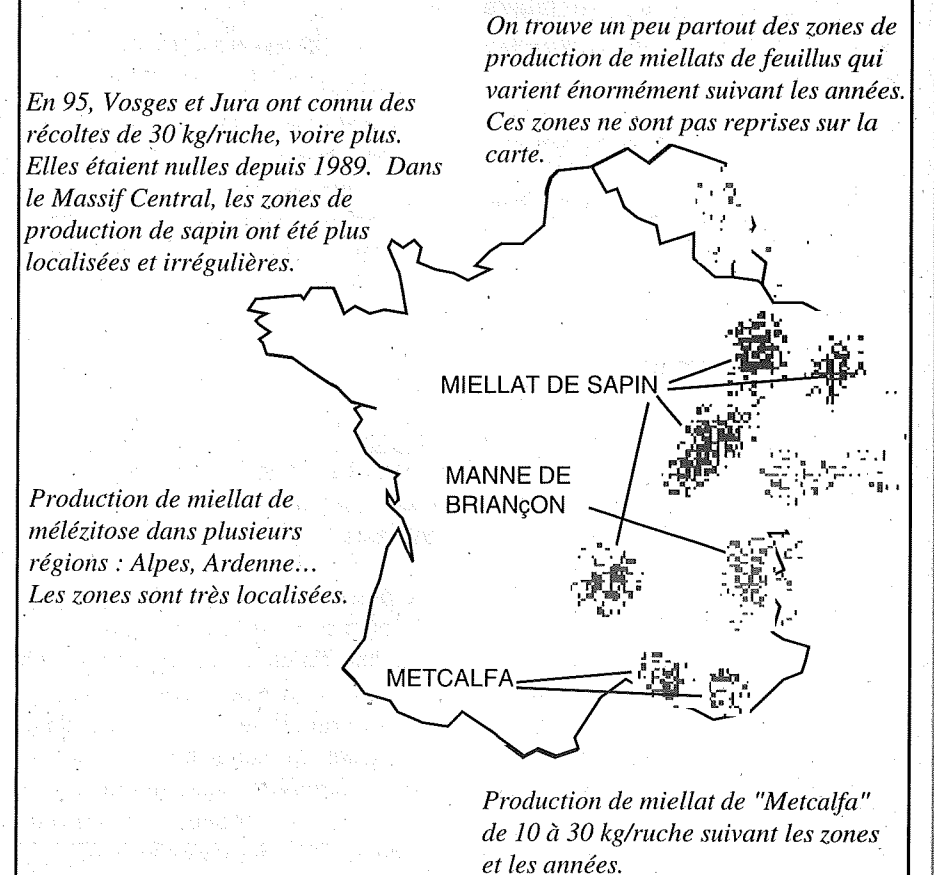 On trouve un peu partout des zones de
production de miellats de feuillus qui
varient énormément suivant les années.
Ces zones ne sont pas reprises sur la
carte.
En 95, Vosges et Jura ont connu des
récoltes de 30 kg/ruche, voire plus.
Elles étaient nulles depuis 1989. Dans
le Massif Central, les zones de
production de sapin ont été plus
localisées et irrégulières.
MIELLAT DE SAPIN
MANNE DE
BRIANçON
Production de miellat de
mélézitose dans plusieurs
régions : Alpes, Ardenne...
Les zones sont très localisées.
METCALFA
Production de miellat de "Metcalfa"
de 10 à 30 kg/ruche suivant les zones
et les années.